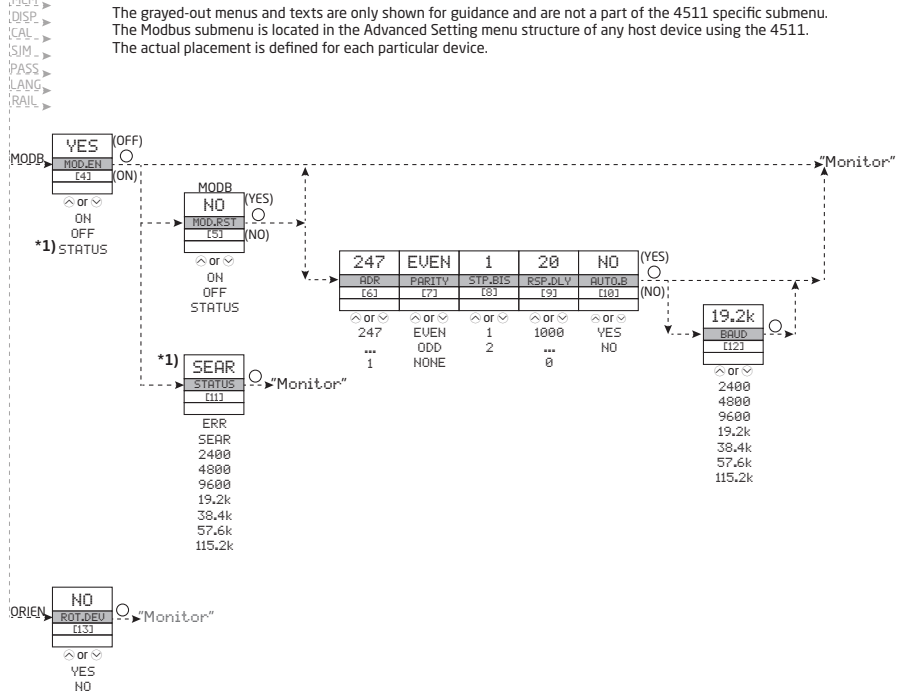 The grayed-out menus and texts are only shown for guidance and are not a part of the 4511 specific submenu.
The Modbus submenu is located in the Advanced Setting menu structure of any host device using the 4511.
The actual placement is defined for each particular device.
DISP
CAL
SIM
PASS
LANG
RAIL
MODB
YES
MOD.EN
[4]
(OFF)
(ON)
or
ON
OFF
*1) STATUS
"Monitor"
MODB
NO
MOD.RST
[5]
(YES)
(NO)
or
ON
OFF
STATUS
247 EVEN 1 20 NO
ADR PARITY STP.BIS RSP.DLY AUTO.B
[6] [7] [8] [9] [10]
(YES)
(NO)
or or or or or
247 EVEN 1 1000 YES
... ODD 2 ... NO
1 NONE 0
19.2k
BAUD
[12]
or
2400
4800
9600
19.2k
38.4k
57.6k
115.2k
*1)
SEAR
STATUS
[11]
"Monitor"
ERR
SEAR
2400
4800
9600
19.2k
38.4k
57.6k
115.2k
ORIEN
NO
ROT.DEV
[13]
"Monitor"
or
YES
NO